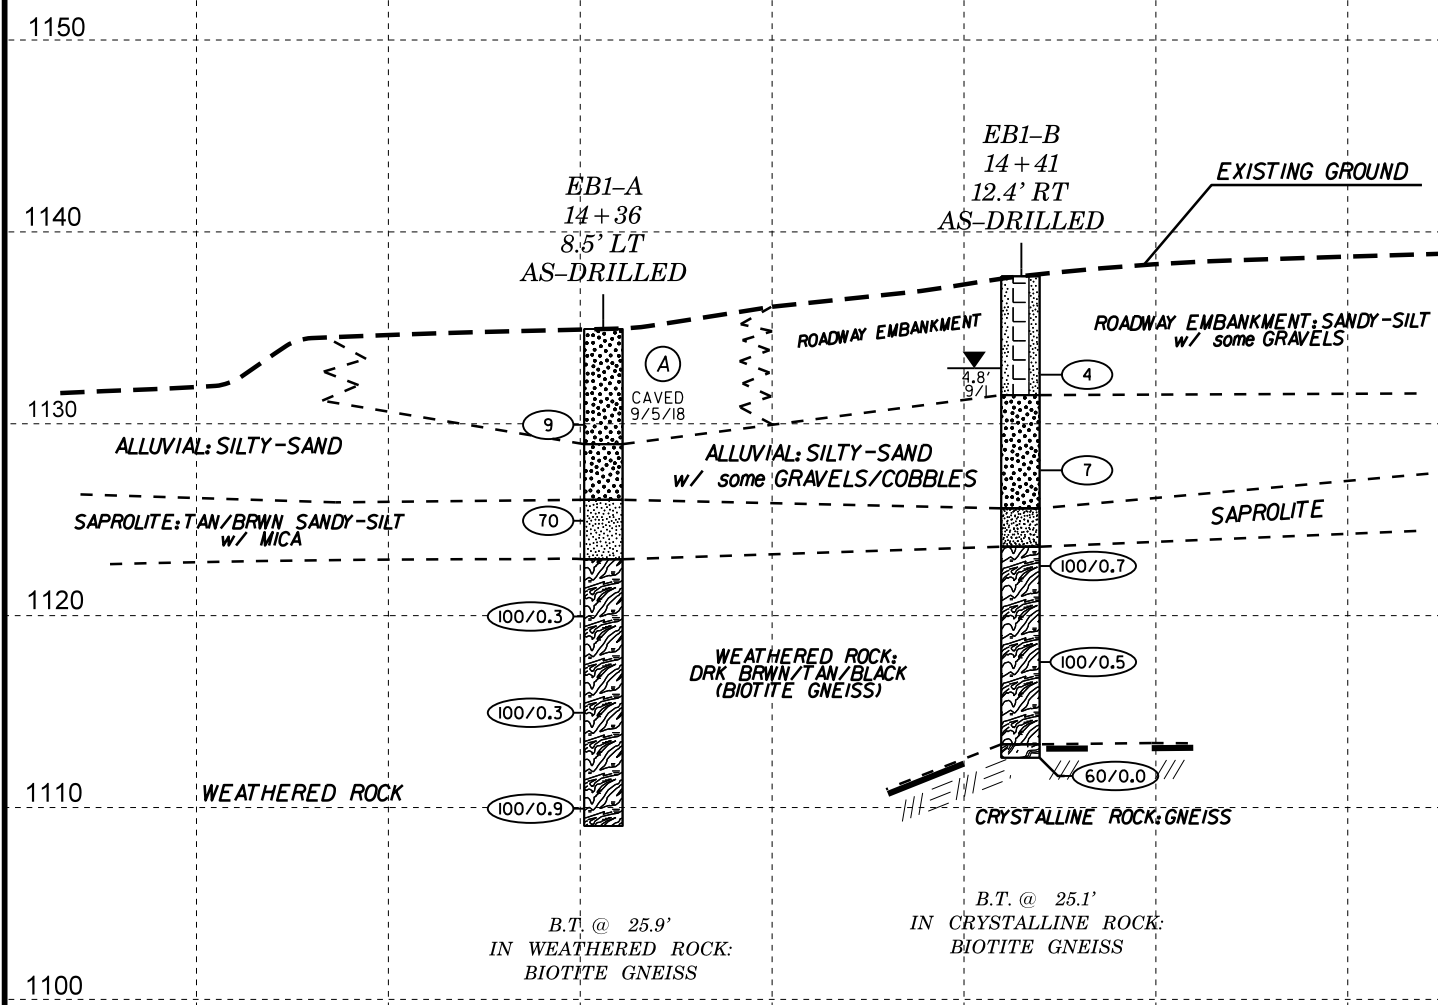 1150
EB1-B
14+41
12.4' RT
AS-DRILLED
EXISTING GROUND
EB1-A
14+36
8.5' LT
AS-DRILLED
1140
ROADWAY EMBANKMENT
ROADWAY EMBANKMENT: SANDY-SILT
w/ some GRAVELS
A
CAVED
9/5/18
4.8'
9/1
4
1130
9
ALLUVIAL: SILTY-SAND
ALLUVIAL: SILTY-SAND
w/ some GRAVELS/COBBLES
7
SAPROLITE: TAN/BRWN SANDY-SILT
w/ MICA
70
SAPROLITE
100/0.7
1120
100/0.3
WEATHERED ROCK:
DRK BRWN/TAN/BLACK
(BIOTITE GNEISS)
100/0.5
100/0.3
60/0.0
1110
WEATHERED ROCK
100/0.9
CRYSTALLINE ROCK: GNEISS
B.T. @ 25.9'
IN WEATHERED ROCK:
BIOTITE GNEISS
B.T. @ 25.1'
IN CRYSTALLINE ROCK:
BIOTITE GNEISS
1100